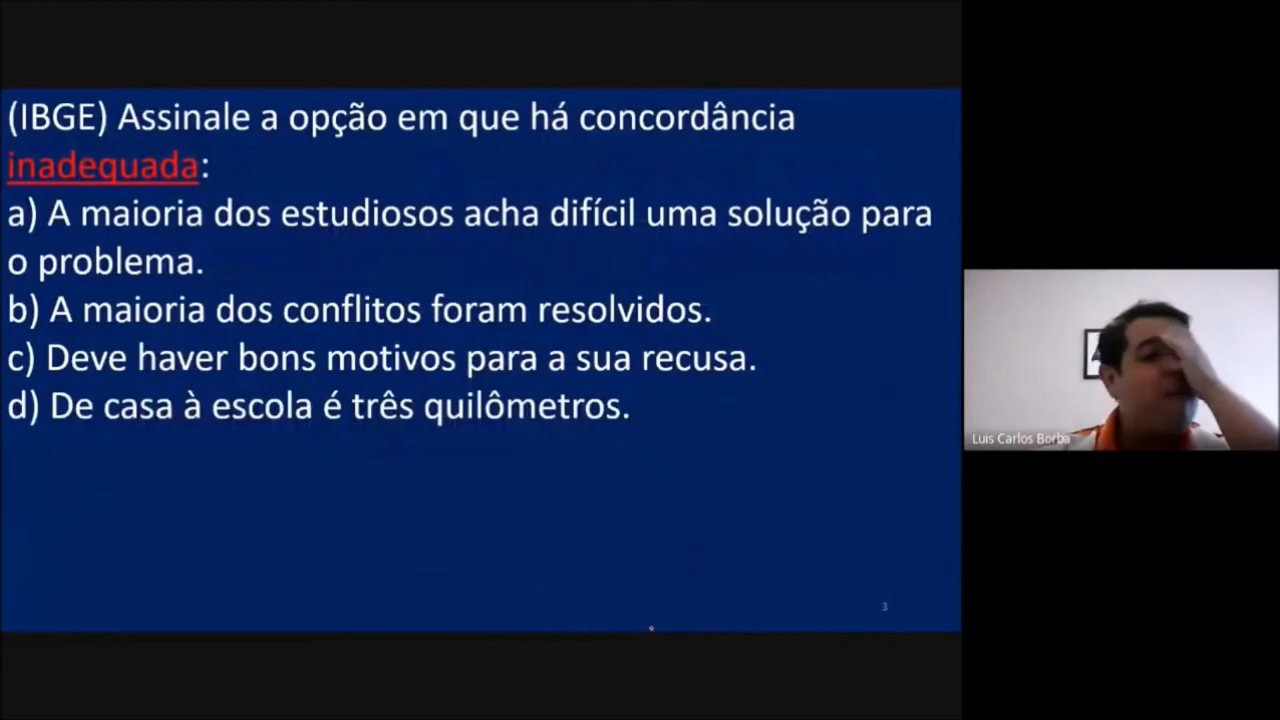 (IBGE) Assinale a opção em que há concordância
inadequada:
a) A maioria dos estudiosos acha difícil uma solução para
o problema.
b) A maioria dos conflitos foram resolvidos.
c) Deve haver bons motivos para a sua recusa.
d) De casa à escola é três quilômetros.
3
Luis Carlos Borba